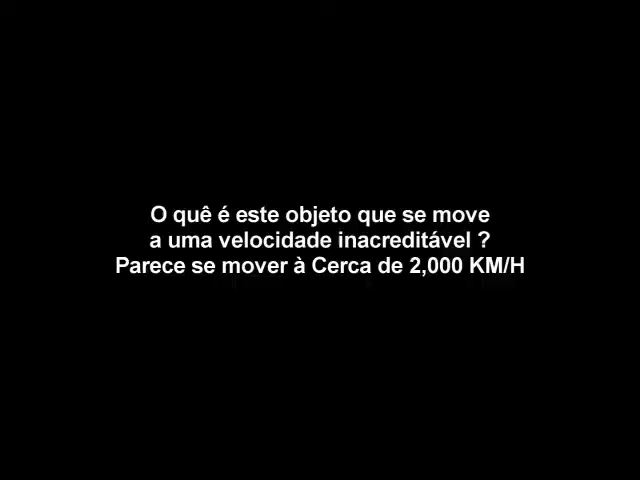 O quê é este objeto que se move
a uma velocidade inacreditável ?
Parece se mover à Cerca de 2,000 KM/H